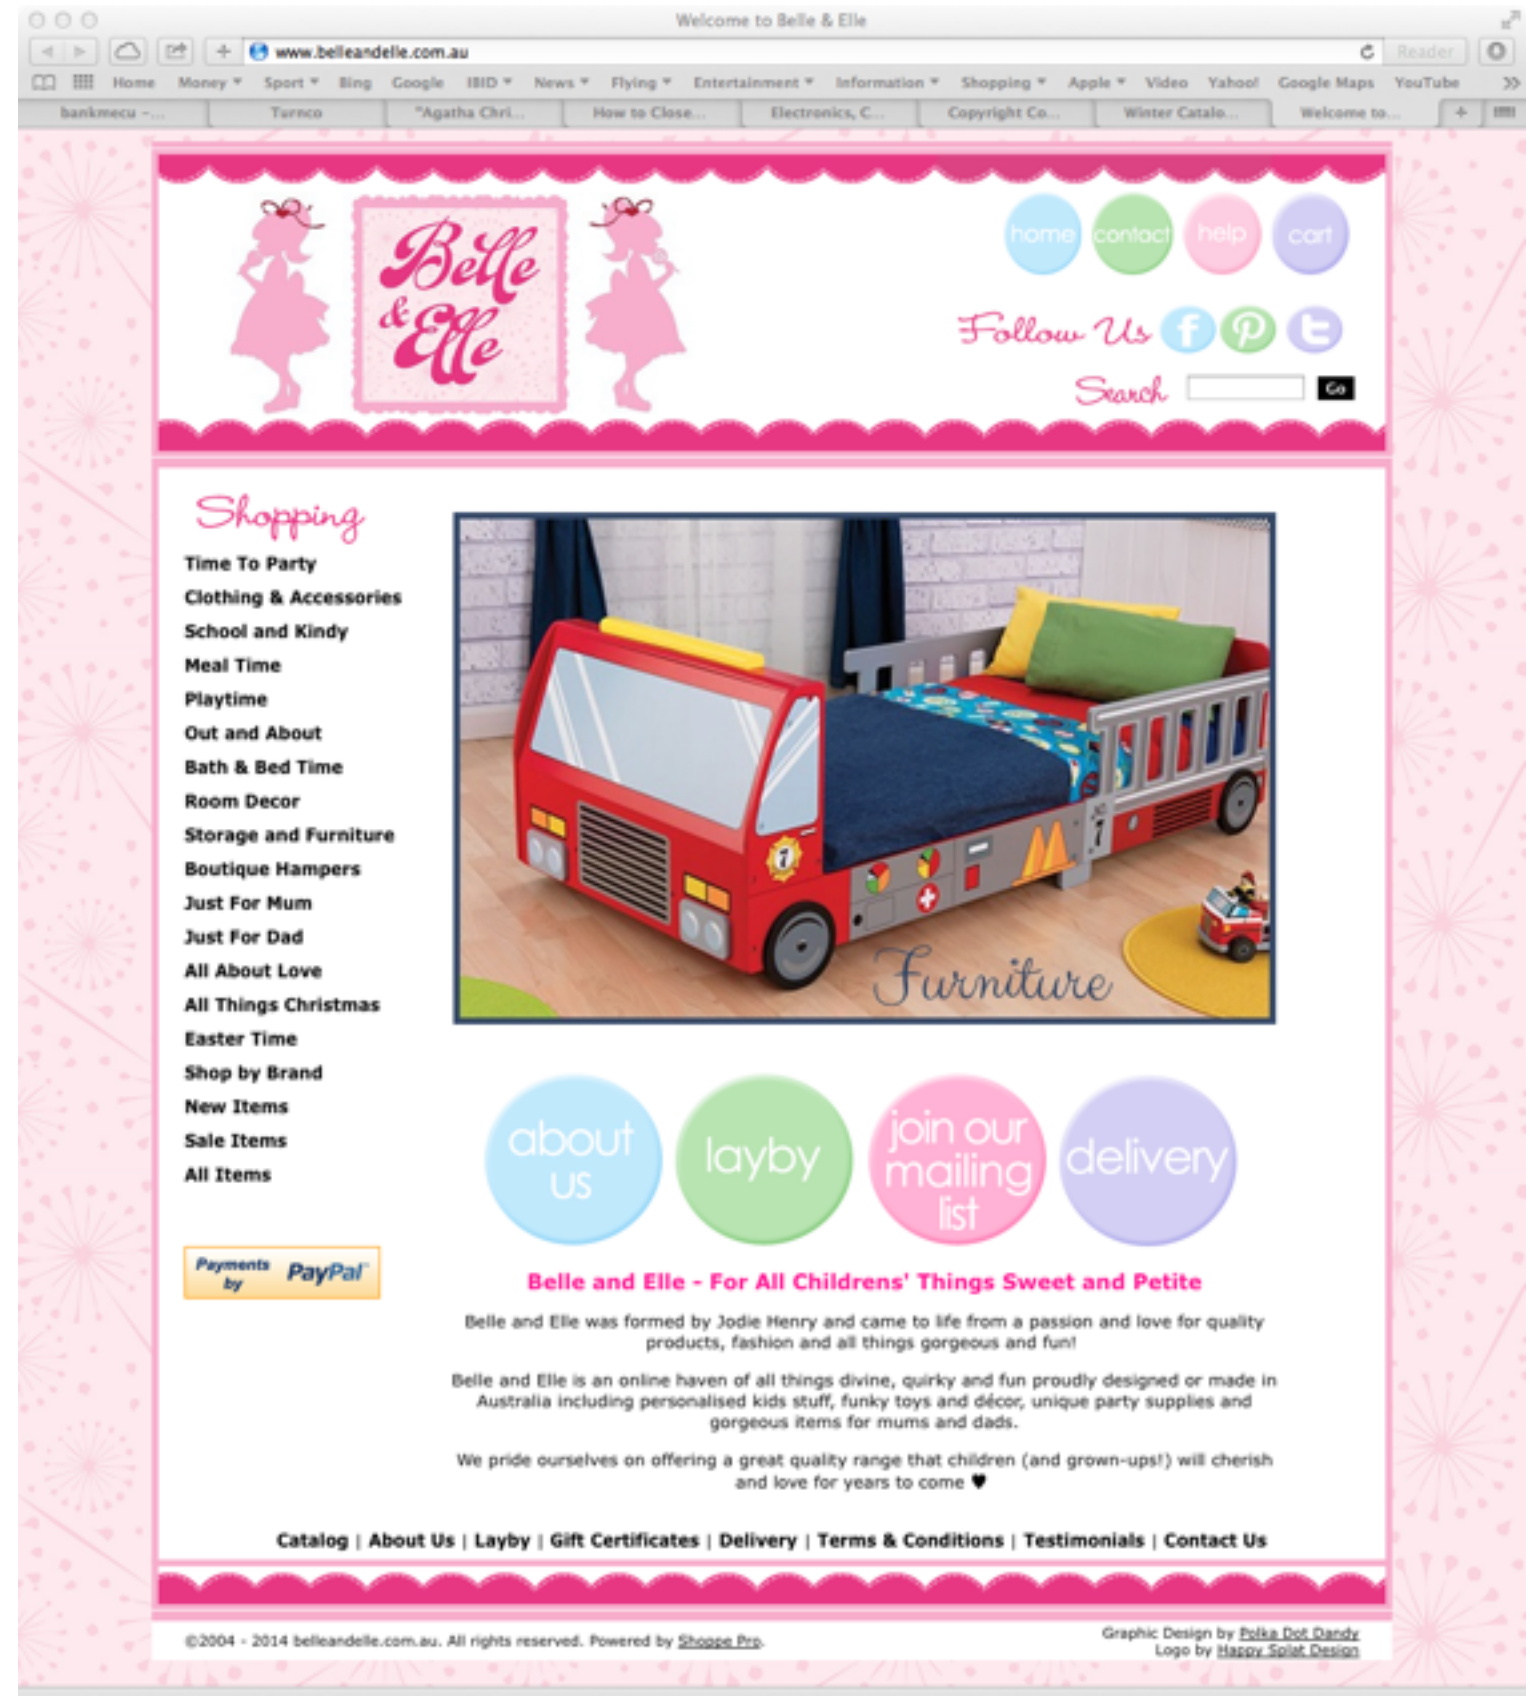 Welcome to Belle & Elle
www.belleandelle.com.au
Reader
Home Money Sport Bing Google IBID News Flying Entertainment Information Shopping Apple Video Yahoo! Google Maps YouTube
bankmecu -... Turnco "Agatha Chri... How to Close... Electronics, C... Copyright Co... Winter Catalo... Welcome to...
Belle
& Elle
home contact help cart
Follow Us f P t
Search Go
Shopping
Time To Party
Clothing & Accessories
School and Kindy
Meal Time
Playtime
Out and About
Bath & Bed Time
Room Decor
Storage and Furniture
Boutique Hampers
Just For Mum
Just For Dad
All About Love
All Things Christmas
Easter Time
Shop by Brand
New Items
Sale Items
All Items
Payments
by
PayPal
7
7
Furniture
about
us
layby
join our
mailing
list
delivery
Belle and Elle - For All Childrens' Things Sweet and Petite
Belle and Elle was formed by Jodie Henry and came to life from a passion and love for quality
products, fashion and all things gorgeous and fun!
Belle and Elle is an online haven of all things divine, quirky and fun proudly designed or made in
Australia including personalised kids stuff, funky toys and décor, unique party supplies and
gorgeous items for mums and dads.
We pride ourselves on offering a great quality range that children (and grown-ups!) will cherish
and love for years to come ♥
Catalog | About Us | Layby | Gift Certificates | Delivery | Terms & Conditions | Testimonials | Contact Us
©2004 - 2014 belleandelle.com.au. All rights reserved. Powered by Shoppe Pro.
Graphic Design by Polka Dot Dandy
Logo by Happy Splat Design